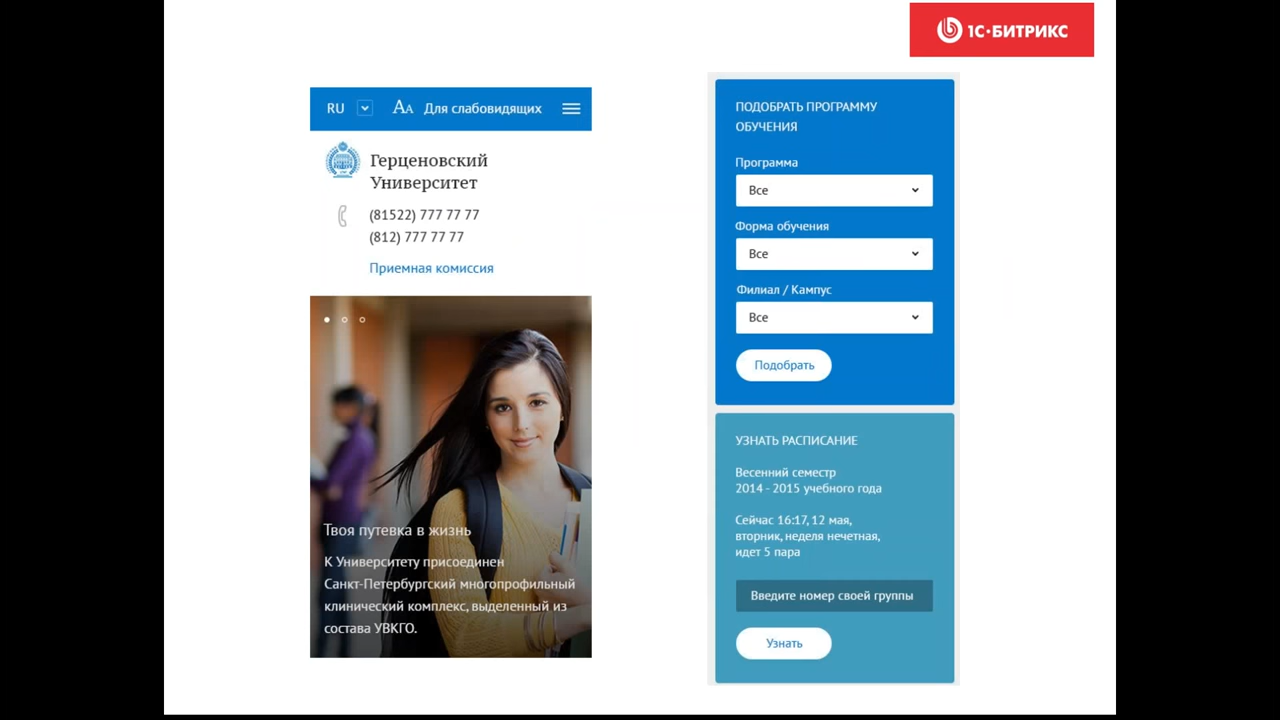 1С-БИТРИКС
RU
АА Для слабовидящих
Герценовский
Университет
(81522) 777 77 77
(812) 777 77 77
Приемная комиссия
Твоя путевка в жизнь
К Университету присоединен
Санкт-Петербургский многопрофильный
клинический комплекс, выделенный из
состава УВКГО.
ПОДОБРАТЬ ПРОГРАММУ
ОБУЧЕНИЯ
Программа
Все
Форма обучения
Все
Филиал / Кампус
Все
Подобрать
УЗНАТЬ РАСПИСАНИЕ
Весенний семестр
2014 - 2015 учебного года
Сейчас 16:17, 12 мая,
вторник, неделя нечетная,
идет 5 пара
Введите номер своей группы
Узнать